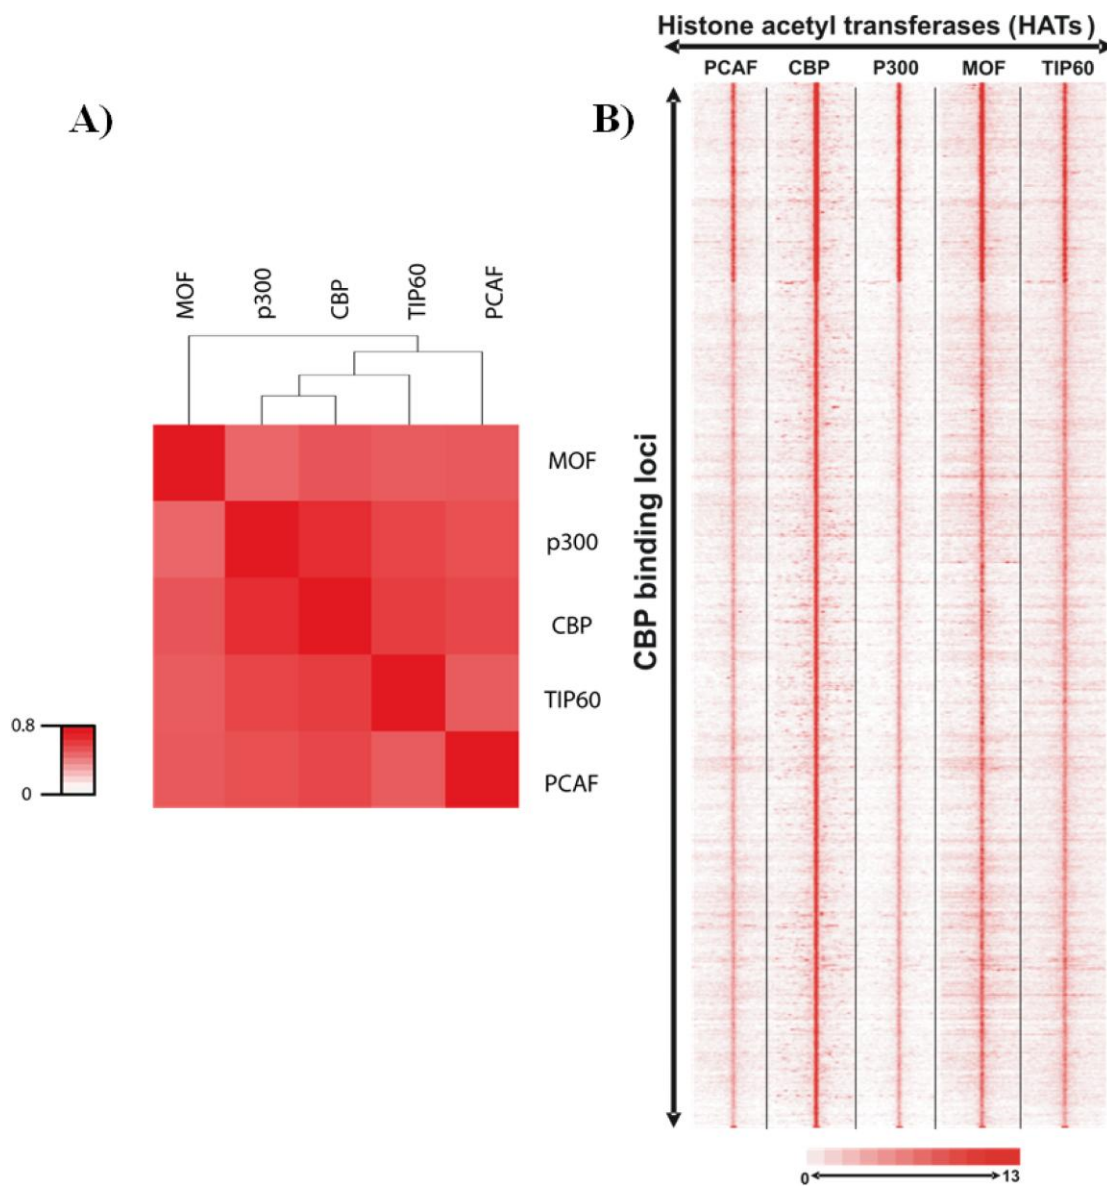 A)
MOF p300 CBP TIP60 PCAF
MOF
p300
CBP
TIP60
PCAF
0.8
0
B)
Histone acetyl transferases (HATs)
PCAF CBP P300 MOF TIP60
CBP binding loci
0 13